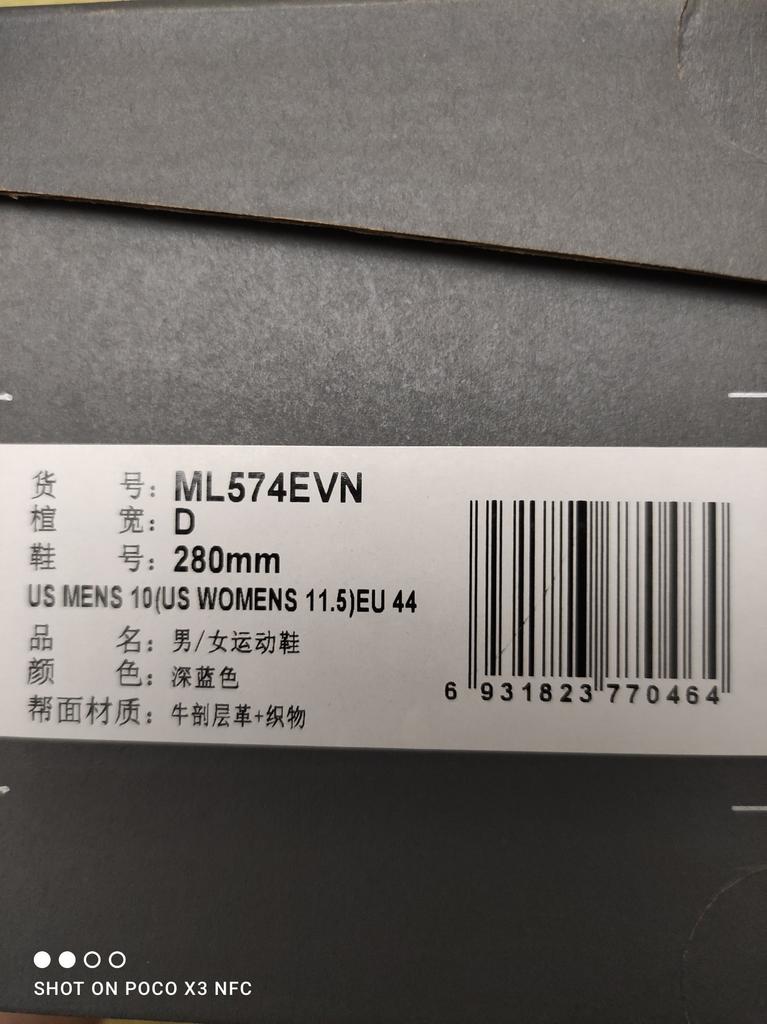 货 号：ML574EVN
楦 宽：D
鞋 号：280mm
US MENS 10(US WOMENS 11.5)EU 44
品 名：男/女运动鞋
颜 色：深蓝色
帮面材质：牛剖层革+织物
6 931823 770464
SHOT ON POCO X3 NFC